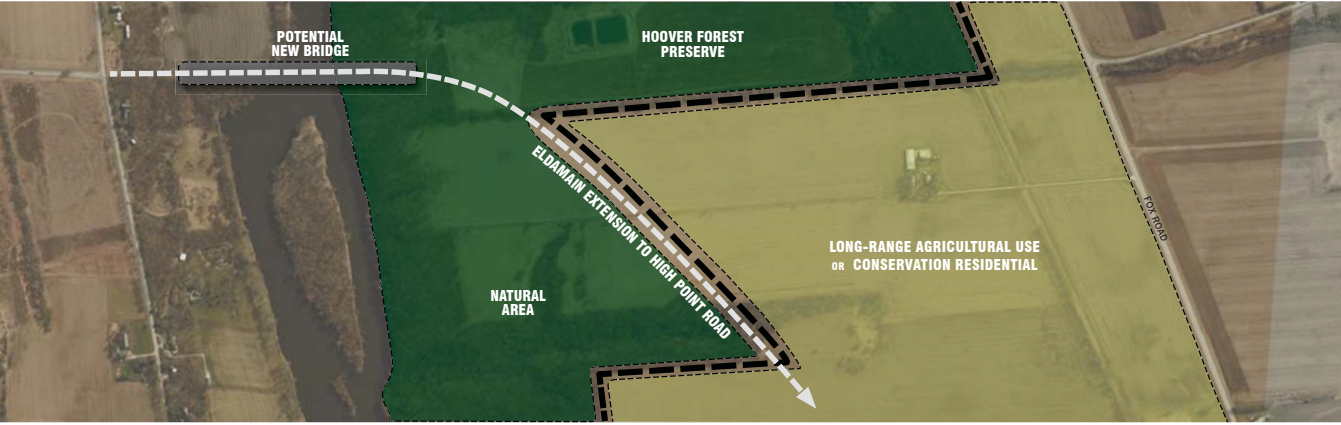 POTENTIAL
NEW BRIDGE
HOOVER FOREST
PRESERVE
ELDAMAIN EXTENSION TO HIGH POINT ROAD
FOX ROAD
LONG-RANGE AGRICULTURAL USE
OR CONSERVATION RESIDENTIAL
NATURAL
AREA